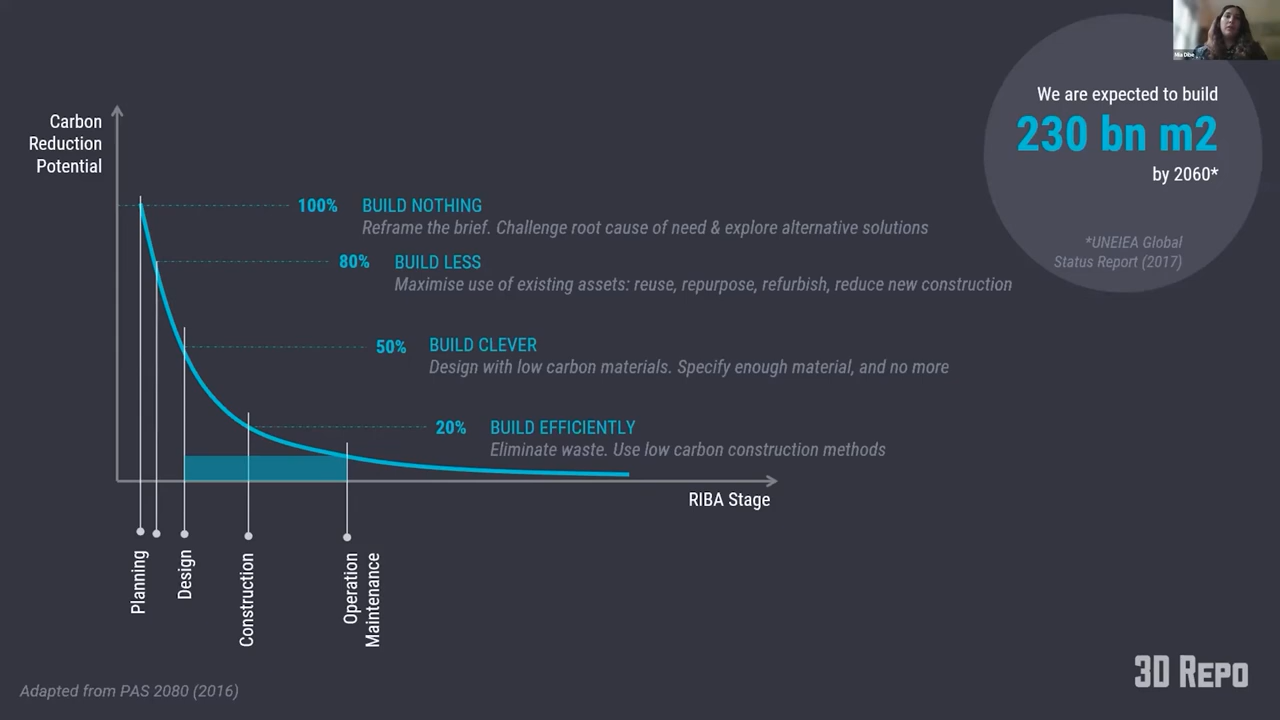 Carbon
Reduction
Potential
100% BUILD NOTHING
Reframe the brief. Challenge root cause of need & explore alternative solutions
80% BUILD LESS
Maximise use of existing assets: reuse, repurpose, refurbish, reduce new construction
50% BUILD CLEVER
Design with low carbon materials. Specify enough material, and no more
20% BUILD EFFICIENTLY
Eliminate waste. Use low carbon construction methods
RIBA Stage
Planning
Design
Construction
Operation
Maintenance
We are expected to build
230 bn m2
by 2060*
*UNEIEA Global
Status Report (2017)
Adapted from PAS 2080 (2016)
3D REPO